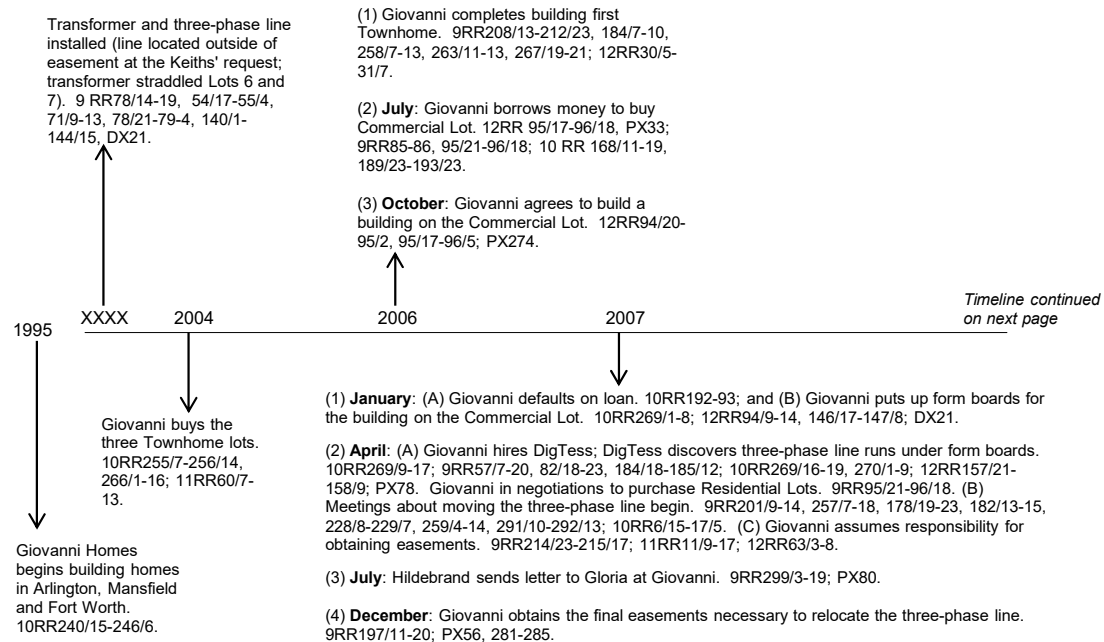 Transformer and three-phase line
installed (line located outside of
easement at the Keiths' request;
transformer straddled Lots 6 and
7). 9 RR78/14-19, 54/17-55/4,
71/9-13, 78/21-79-4, 140/1-
144/15, DX21.
(1) Giovanni completes building first
Townhome. 9RR208/13-212/23, 184/7-10,
258/7-13, 263/11-13, 267/19-21; 12RR30/5-
31/7.
(2) July: Giovanni borrows money to buy
Commercial Lot. 12RR 95/17-96/18, PX33;
9RR85-86, 95/21-96/18; 10 RR 168/11-19,
189/23-193/23.
(3) October: Giovanni agrees to build a
building on the Commercial Lot. 12RR94/20-
95/2, 95/17-96/5; PX274.
Timeline continued
on next page
1995
XXXX
2004
2006
2007
Giovanni buys the
three Townhome lots.
10RR255/7-256/14,
266/1-16; 11RR60/7-
13.
Giovanni Homes
begins building homes
in Arlington, Mansfield
and Fort Worth.
10RR240/15-246/6.
(1) January: (A) Giovanni defaults on loan. 10RR192-93; and (B) Giovanni puts up form boards for
the building on the Commercial Lot. 10RR269/1-8; 12RR94/9-14, 146/17-147/8; DX21.
(2) April: (A) Giovanni hires DigTess; DigTess discovers three-phase line runs under form boards.
10RR269/9-17; 9RR57/7-20, 82/18-23, 184/18-185/12; 10RR269/16-19, 270/1-9; 12RR157/21-
158/9; PX78. Giovanni in negotiations to purchase Residential Lots. 9RR95/21-96/18. (B)
Meetings about moving the three-phase line begin. 9RR201/9-14, 257/7-18, 178/19-23, 182/13-15,
228/8-229/7, 259/4-14, 291/10-292/13; 10RR6/15-17/5. (C) Giovanni assumes responsibility for
obtaining easements. 9RR214/23-215/17; 11RR11/9-17; 12RR63/3-8.
(3) July: Hildebrand sends letter to Gloria at Giovanni. 9RR299/3-19; PX80.
(4) December: Giovanni obtains the final easements necessary to relocate the three-phase line.
9RR197/11-20; PX56, 281-285.